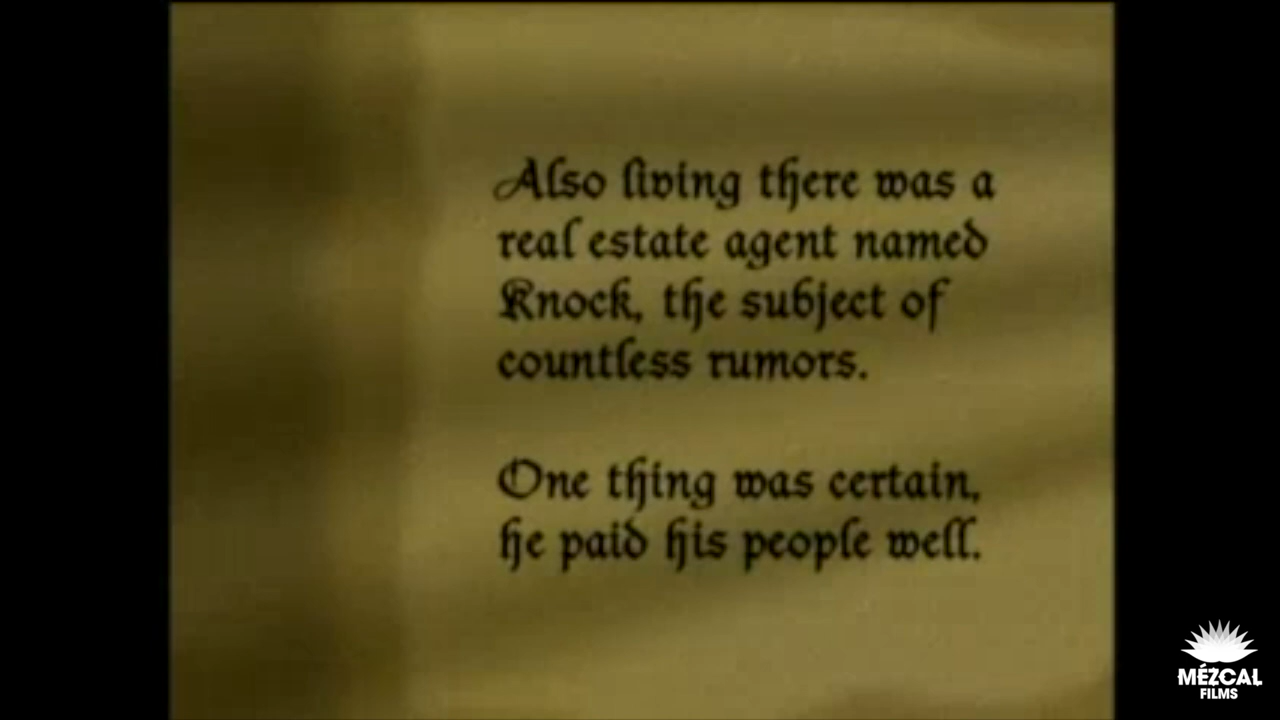 Also living there was a
real estate agent named
Knock, the subject of
countless rumors.
One thing was certain,
he paid his people well.
MÉZCAL
FILMS